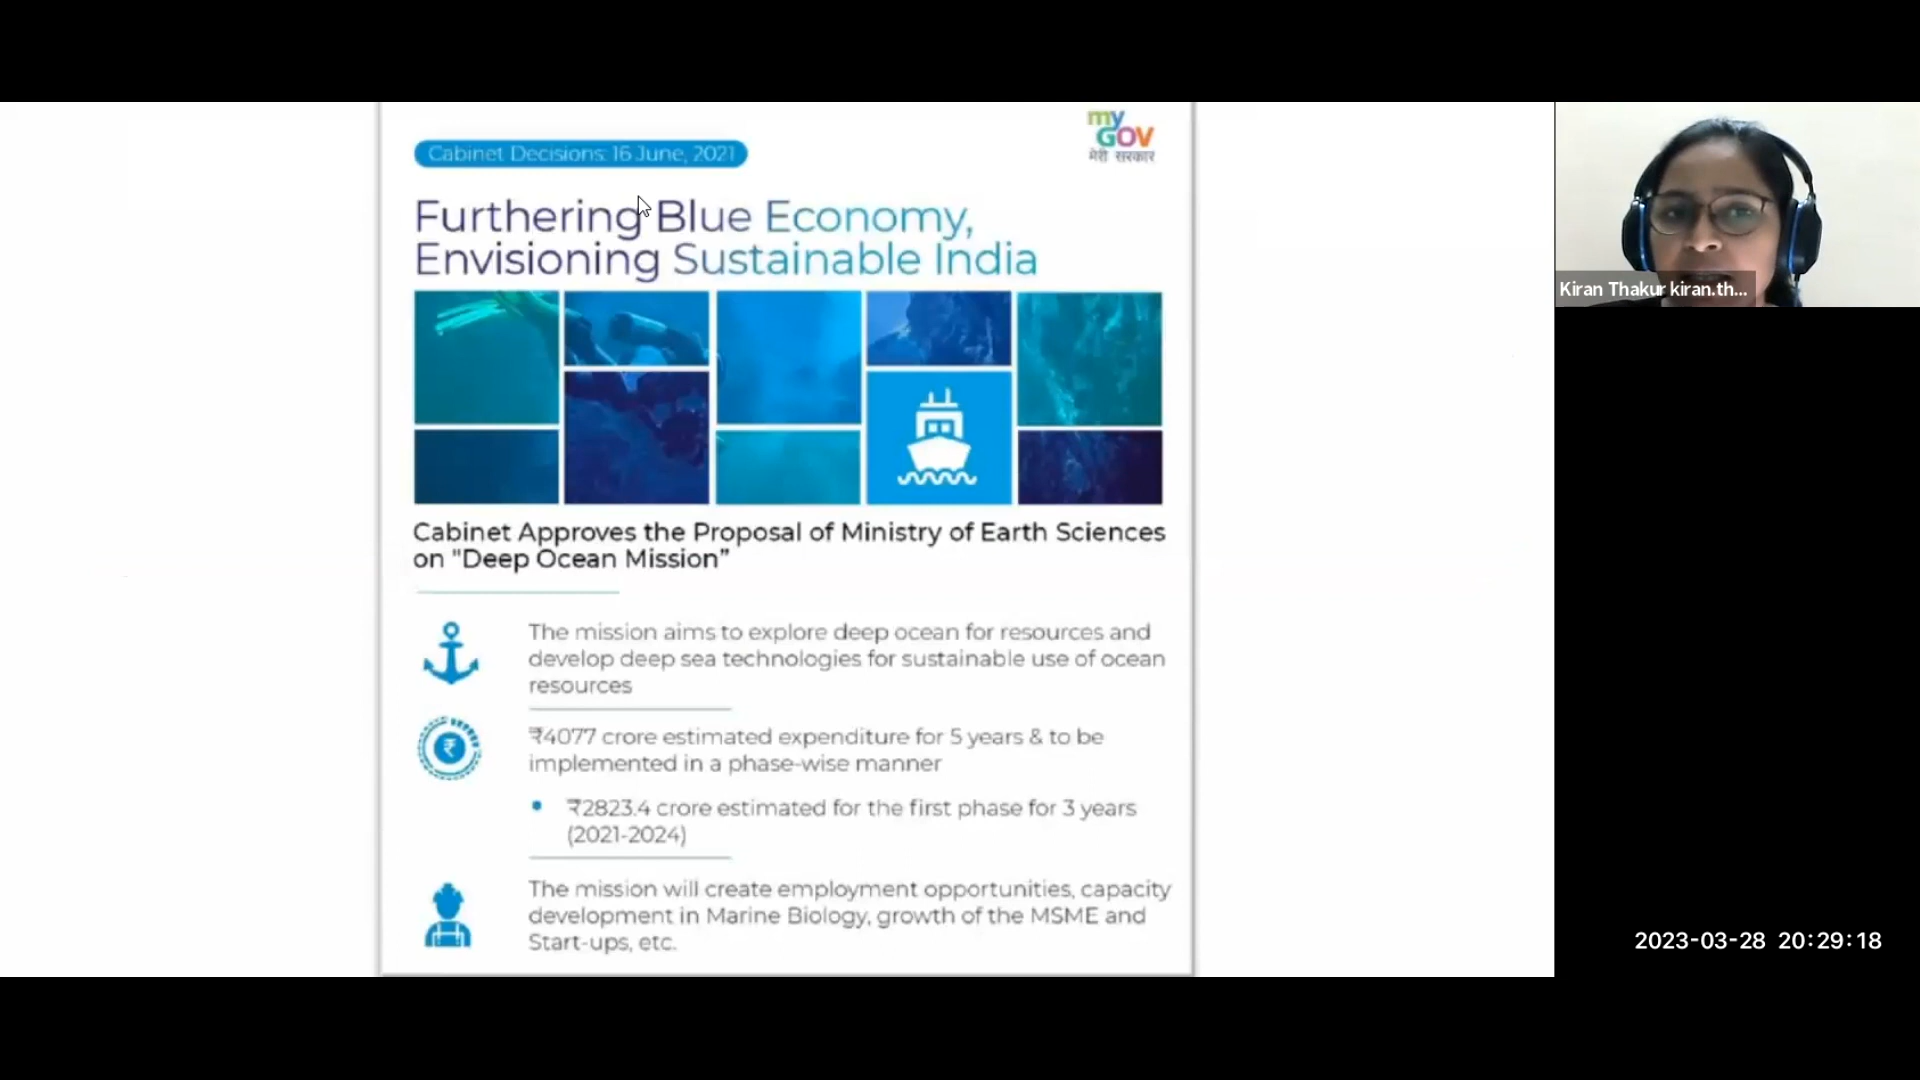 my
GOV
मेरी सरकार
Cabinet Decisions: 16 June, 2021
Furthering Blue Economy,
Envisioning Sustainable India
Cabinet Approves the Proposal of Ministry of Earth Sciences
on "Deep Ocean Mission”
The mission aims to explore deep ocean for resources and
develop deep sea technologies for sustainable use of ocean
resources
₹4077 crore estimated expenditure for 5 years & to be
implemented in a phase-wise manner
• ₹2823.4 crore estimated for the first phase for 3 years
(2021-2024)
The mission will create employment opportunities, capacity
development in Marine Biology, growth of the MSME and
Start-ups, etc.
Kiran Thakur kiran.th...
2023-03-28 20:29:18